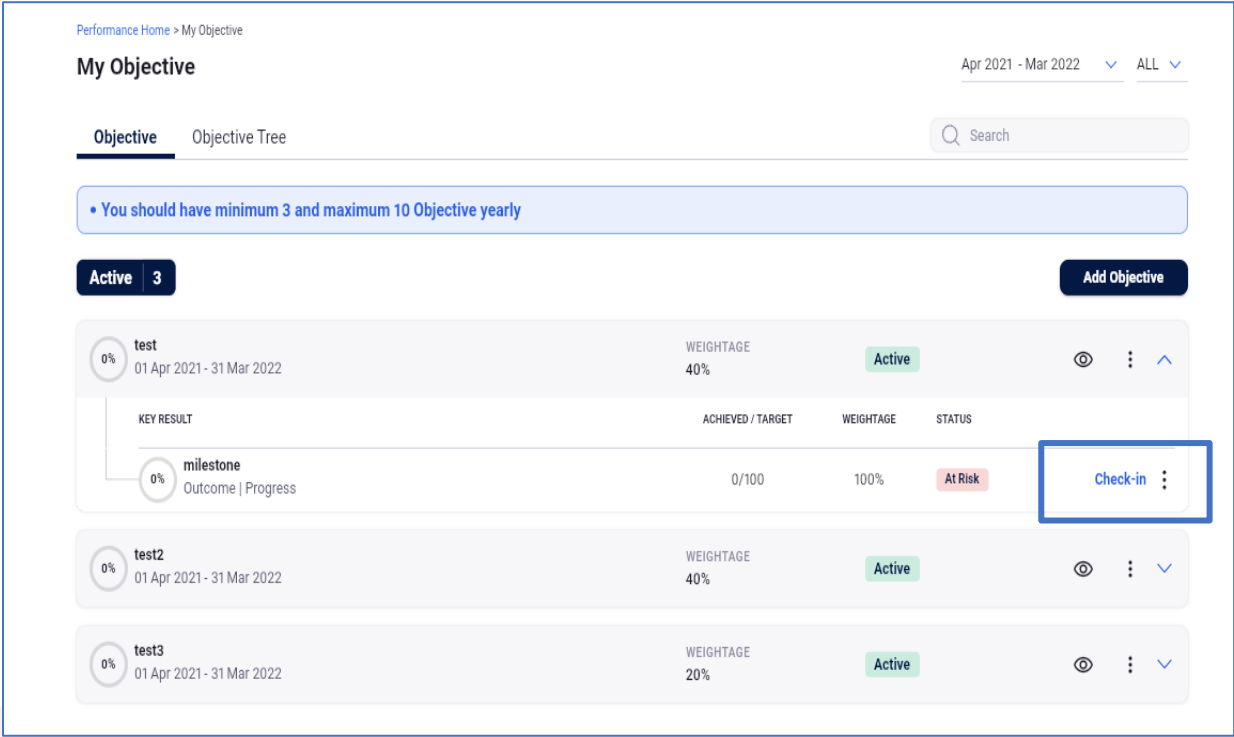 Performance Home > My Objective
My Objective
Apr 2021 - Mar 2022
ALL
Objective
Objective Tree
Search
• You should have minimum 3 and maximum 10 Objective yearly
Active 3
Add Objective
0%
test
01 Apr 2021 - 31 Mar 2022
WEIGHTAGE
40%
Active
KEY RESULT
ACHIEVED / TARGET
WEIGHTAGE
STATUS
0%
milestone
Outcome | Progress
0/100
100%
At Risk
Check-in
0%
test2
01 Apr 2021 - 31 Mar 2022
WEIGHTAGE
40%
Active
0%
test3
01 Apr 2021 - 31 Mar 2022
WEIGHTAGE
20%
Active